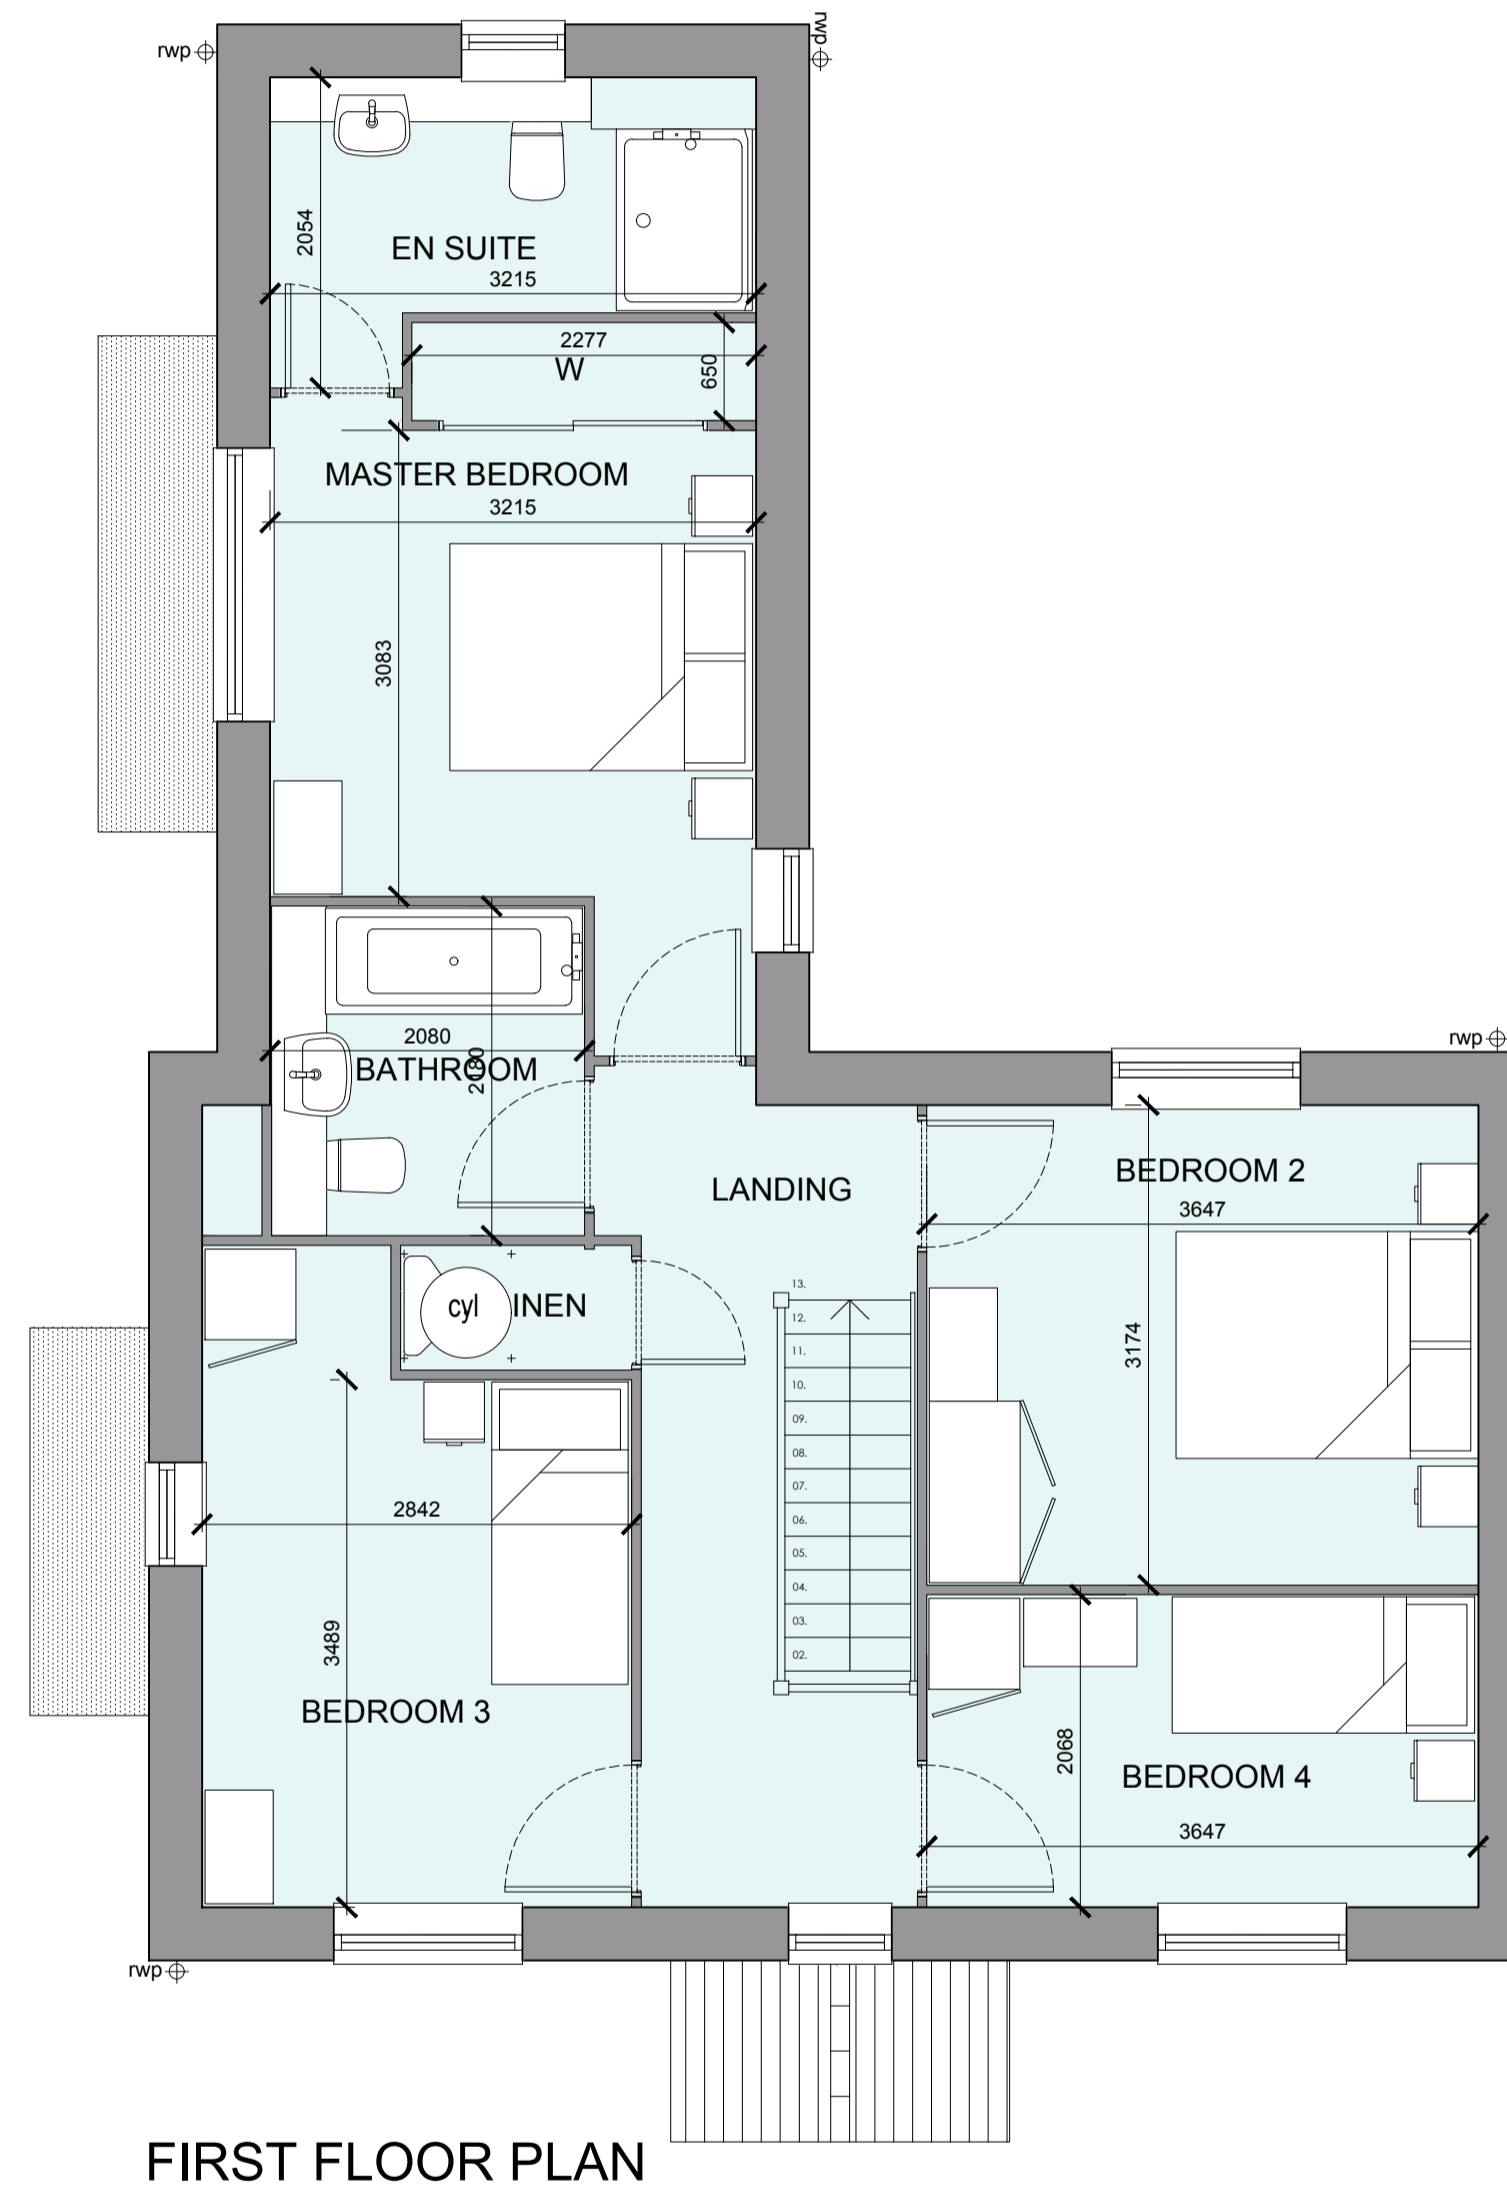 rwp
rwp
2054
EN SUITE
3215
2277
W
650
MASTER BEDROOM
3215
3083
2080
BATHROOM
rwp
LANDING
BEDROOM 2
3647
cyl
INEN
13.
12.
11.
10.
09.
08.
07.
06.
05.
04.
03.
02.
3174
2842
3489
BEDROOM 3
2068
BEDROOM 4
3647
rwp
FIRST FLOOR PLAN